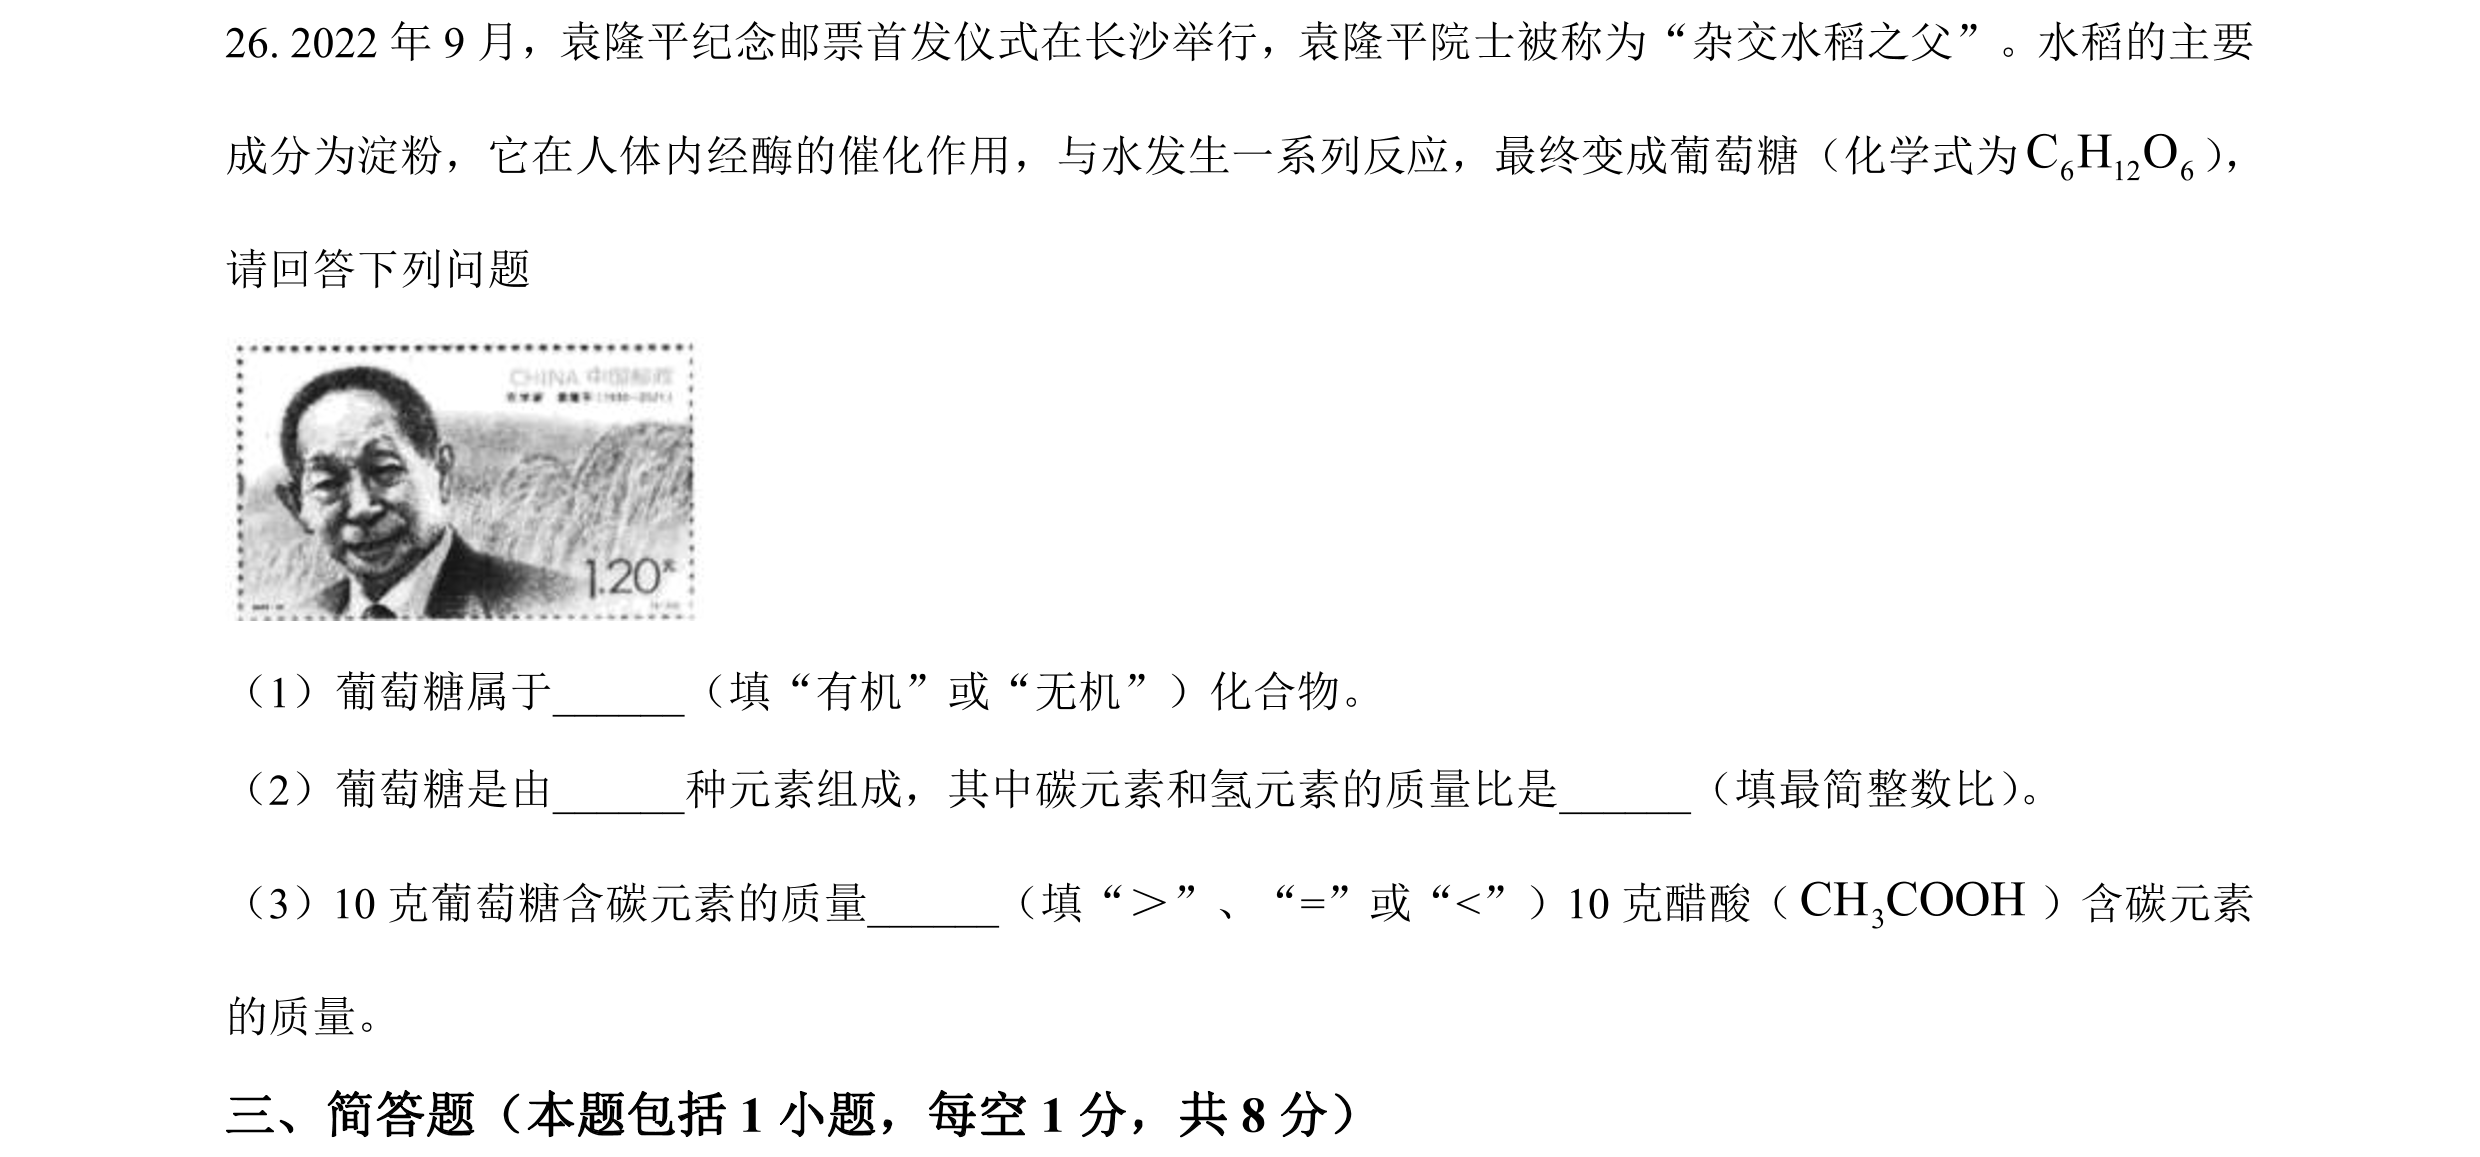 26. 2022 年 9 月，袁隆平纪念邮票首发仪式在长沙举行，袁隆平院士被称为“杂交水稻之父”。水稻的主要
成分为淀粉，它在人体内经酶的催化作用，与水发生一系列反应，最终变成葡萄糖（化学式为C₆H₁₂O₆），
请回答下列问题
CHINA 中国邮政
1.20元
（1）葡萄糖属于______（填“有机”或“无机”）化合物。
（2）葡萄糖是由______种元素组成，其中碳元素和氢元素的质量比是______（填最简整数比）。
（3）10 克葡萄糖含碳元素的质量______（填“＞”、“=”或“<”）10 克醋酸（CH₃COOH）含碳元素
的质量。
三、简答题（本题包括 1 小题，每空 1 分，共 8 分）